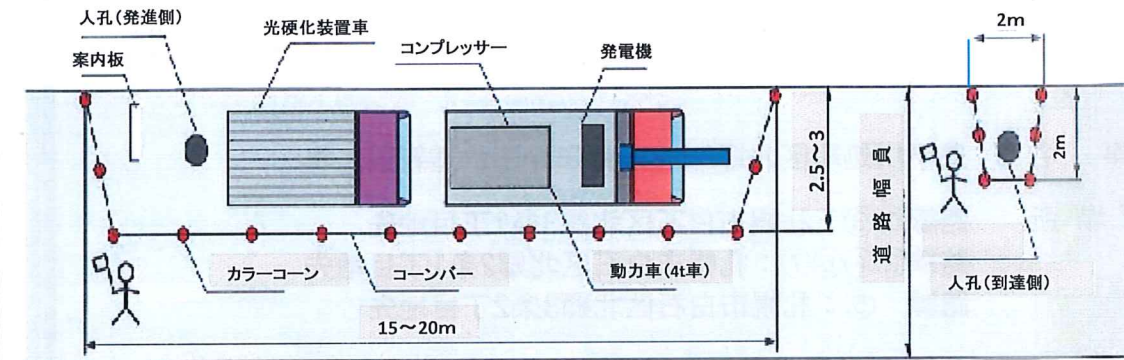 人孔(発進側)
光硬化装置車
コンプレッサー
発電機
2m
案内板
2.5～3
道路幅員
2m
カラーコーン
コーンバー
動力車(4t車)
人孔(到達側)
15～20m